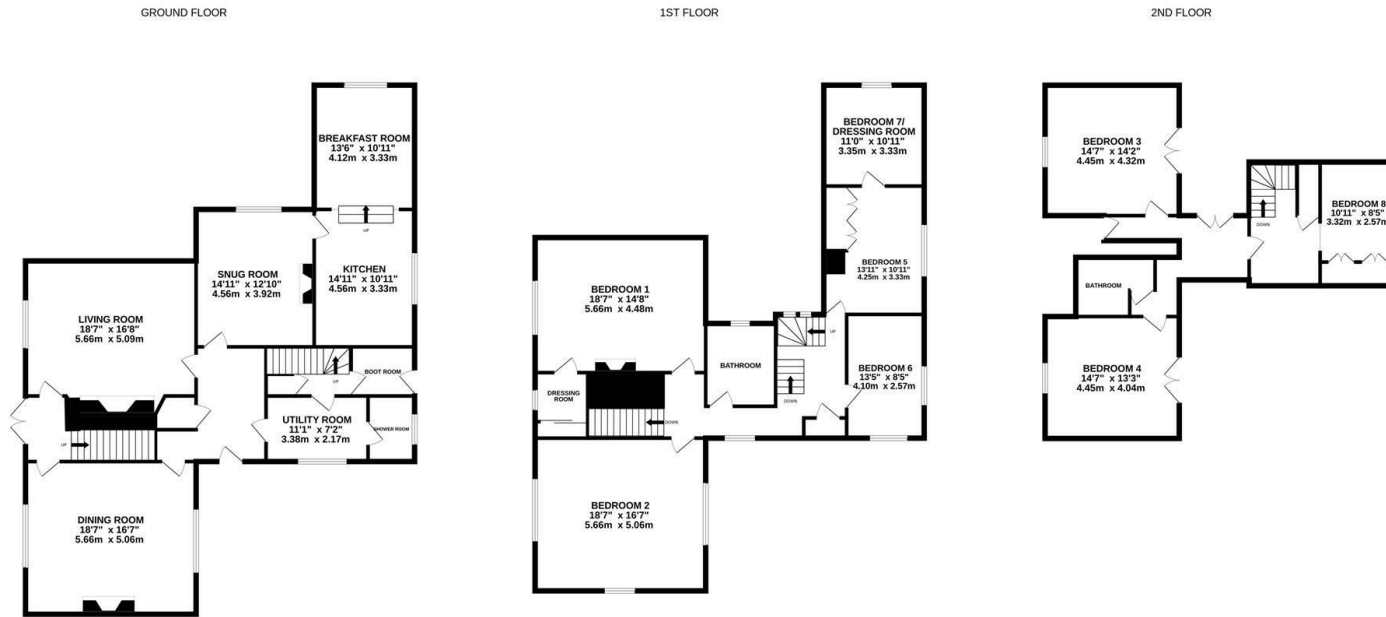 GROUND FLOOR
BREAKFAST ROOM
13'6" x 10'11"
4.12m x 3.33m
UP
SNUG ROOM
14'11" x 12'10"
4.56m x 3.92m
KITCHEN
14'11" x 10'11"
4.56m x 3.33m
LIVING ROOM
18'7" x 16'8"
5.66m x 5.09m
BOOT ROOM
UP
UTILITY ROOM
11'1" x 7'2"
3.38m x 2.17m
SHOWER ROOM
UP
DINING ROOM
18'7" x 16'7"
5.66m x 5.06m
1ST FLOOR
BEDROOM 7/
DRESSING ROOM
11'0" x 10'11"
3.35m x 3.33m
BEDROOM 5
13'11" x 10'11"
4.25m x 3.33m
BEDROOM 1
18'7" x 14'8"
5.66m x 4.48m
UP
BATHROOM
BEDROOM 6
13'5" x 8'5"
4.10m x 2.57m
DRESSING
ROOM
DOWN
DOWN
BEDROOM 2
18'7" x 16'7"
5.66m x 5.06m
2ND FLOOR
BEDROOM 3
14'7" x 14'2"
4.45m x 4.32m
DOWN
BEDROOM 8
10'11" x 8'5"
3.32m x 2.57m
BATHROOM
BEDROOM 4
14'7" x 13'3"
4.45m x 4.04m